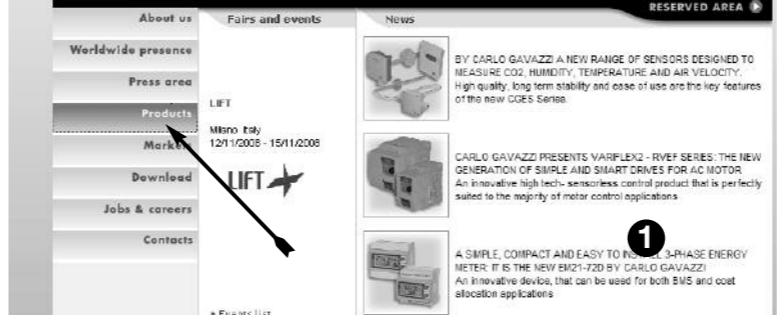 RESERVED AREA
About us
Worldwide presence
Press area
Products
Markets
Download
Jobs & careers
Contacts
Fairs and events
LIFT
Milano Italy
12/11/2008 - 15/11/2008
LIFT
Events list
News
BY CARLO GAVAZZI A NEW RANGE OF SENSORS DESIGNED TO
MEASURE CO2, HUMIDITY, TEMPERATURE AND AIR VELOCITY.
High quality, long term stability and ease of use are the key features
of the new CGES Series.
CARLO GAVAZZI PRESENTS VARIFLEX2 - RVEF SERIES: THE NEW
GENERATION OF SIMPLE AND SMART DRIVES FOR AC MOTOR
An innovative high tech- sensorless control product that is perfectly
suited to the majority of motor control applications
1
A SIMPLE, COMPACT AND EASY TO INSTALL 3-PHASE ENERGY
METER: IT IS THE NEW EM21-72D BY CARLO GAVAZZI
An innovative device, that can be used for both BMS and cost
allocation applications